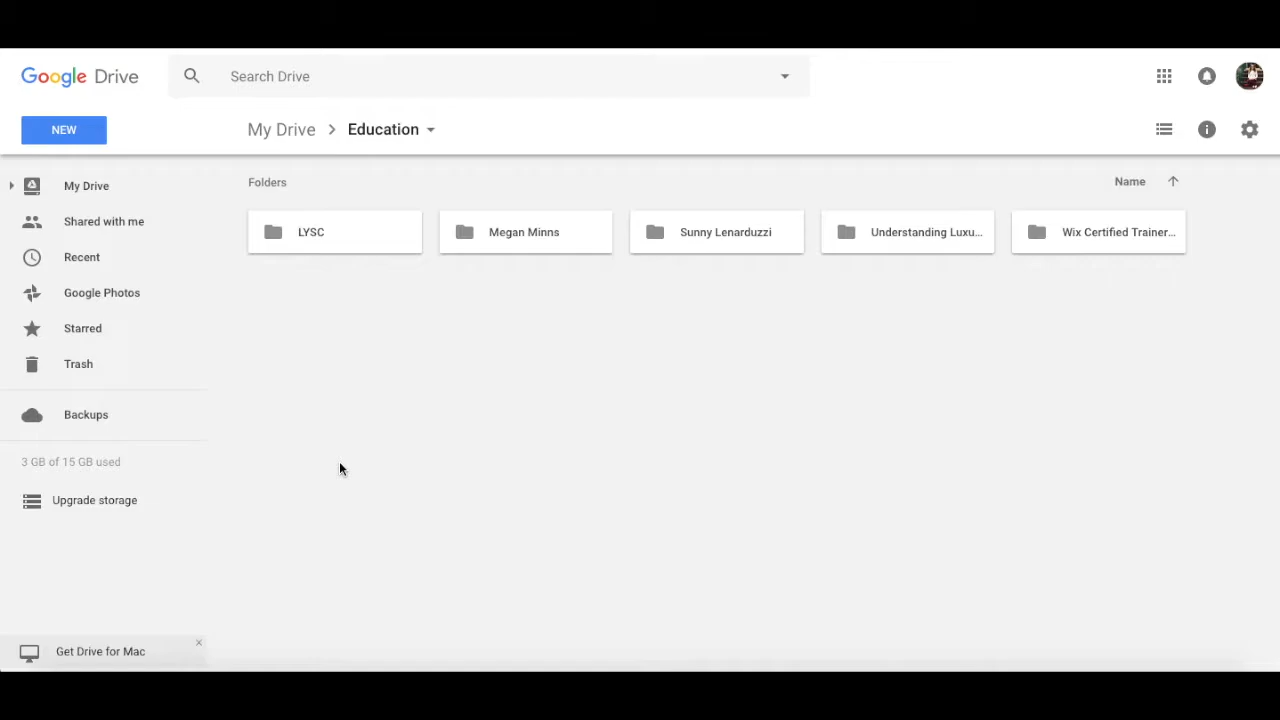 Google Drive
Search Drive
NEW
My Drive > Education
My Drive
Shared with me
Recent
Google Photos
Starred
Trash
Backups
3 GB of 15 GB used
Upgrade storage
Get Drive for Mac
×
Folders
Name
LYSC
Megan Minns
Sunny Lenarduzzi
Understanding Luxu...
Wix Certified Trainer...